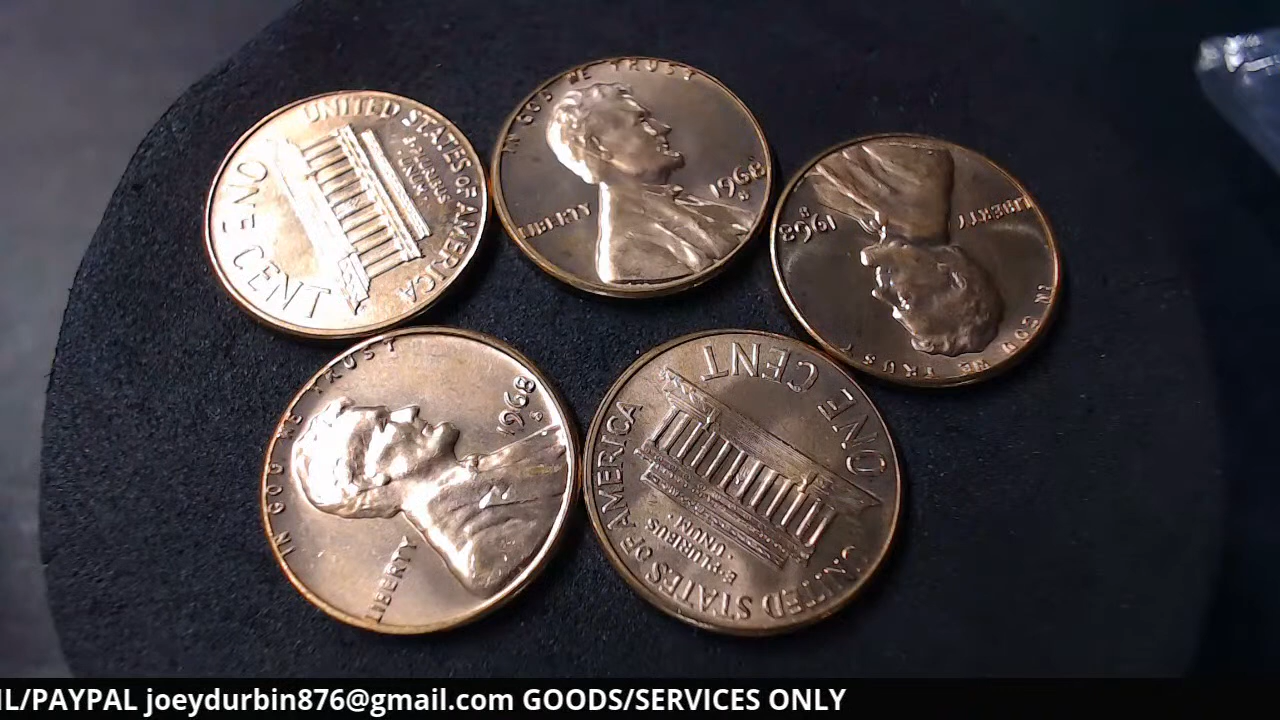 UNITED STATES OF AMERICA
E·PLURIBUS
UNUM·
ONE CENT
IN GOD WE TRUST
LIBERTY
1968
S
1968
S
LIBERTY
IN GOD WE TRUST
IN GOD WE TRUST
1968
S
LIBERTY
ONE CENT
UNITED STATES OF AMERICA
E·PLURIBUS
·UNUM·
IL/PAYPAL joeydurbin876@gmail.com GOODS/SERVICES ONLY